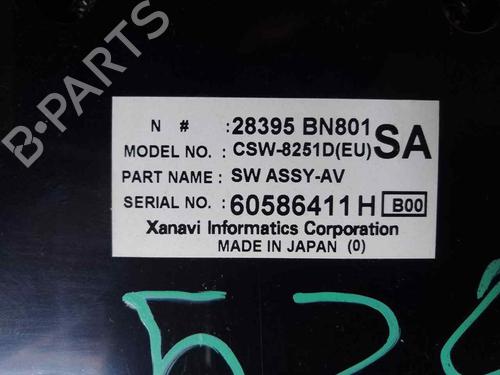 B-PARTS
N # : 28395 BN801
SA
MODEL NO. : CSW-8251D(EU)
PART NAME : SW ASSY-AV
SERIAL NO. : 60586411H B00
Xanavi Informatics Corporation
MADE IN JAPAN (0)